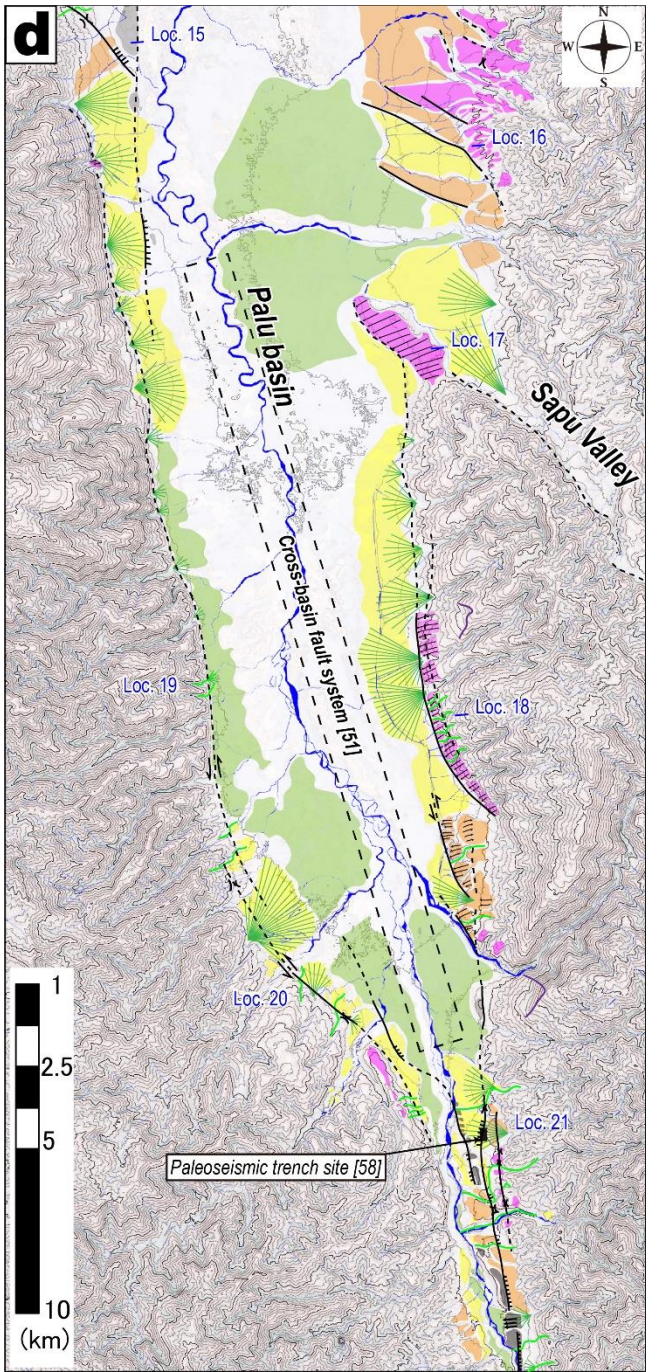 d
N
W E
S
Loc. 15
Loc. 16
Palu basin
Loc. 17
Sapu Valley
Cross-basin fault system [51]
Loc. 19
Loc. 18
Loc. 20
1
2.5
5
10
(km)
Loc. 21
Paleoseismic trench site [58]